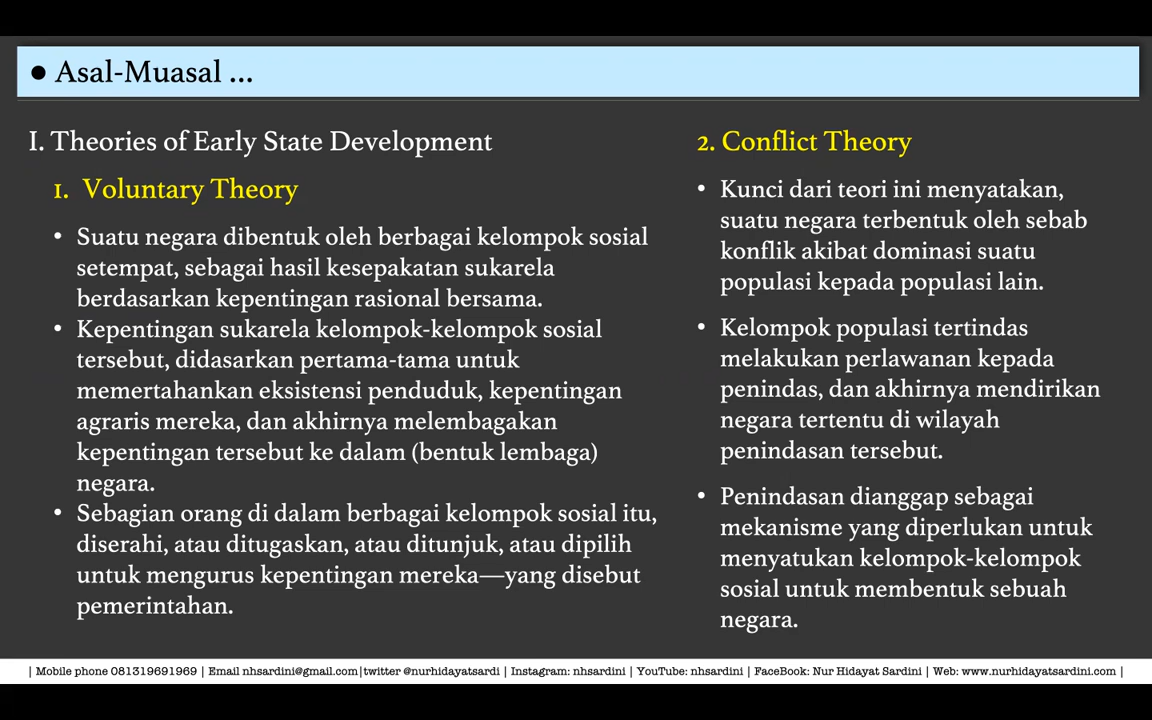 ● Asal-Muasal ...
I. Theories of Early State Development
1. Voluntary Theory
• Suatu negara dibentuk oleh berbagai kelompok sosial
setempat, sebagai hasil kesepakatan sukarela
berdasarkan kepentingan rasional bersama.
• Kepentingan sukarela kelompok-kelompok sosial
tersebut, didasarkan pertama-tama untuk
memertahankan eksistensi penduduk, kepentingan
agraris mereka, dan akhirnya melembagakan
kepentingan tersebut ke dalam (bentuk lembaga)
negara.
• Sebagian orang di dalam berbagai kelompok sosial itu,
diserahi, atau ditugaskan, atau ditunjuk, atau dipilih
untuk mengurus kepentingan mereka—yang disebut
pemerintahan.
2. Conflict Theory
• Kunci dari teori ini menyatakan,
suatu negara terbentuk oleh sebab
konflik akibat dominasi suatu
populasi kepada populasi lain.
• Kelompok populasi tertindas
melakukan perlawanan kepada
penindas, dan akhirnya mendirikan
negara tertentu di wilayah
penindasan tersebut.
• Penindasan dianggap sebagai
mekanisme yang diperlukan untuk
menyatukan kelompok-kelompok
sosial untuk membentuk sebuah
negara.
| Mobile phone 081319691969 | Email nhsardini@gmail.com|twitter @nurhidayatsardi | Instagram: nhsardini | YouTube: nhsardini | FaceBook: Nur Hidayat Sardini | Web: www.nurhidayatsardini.com |